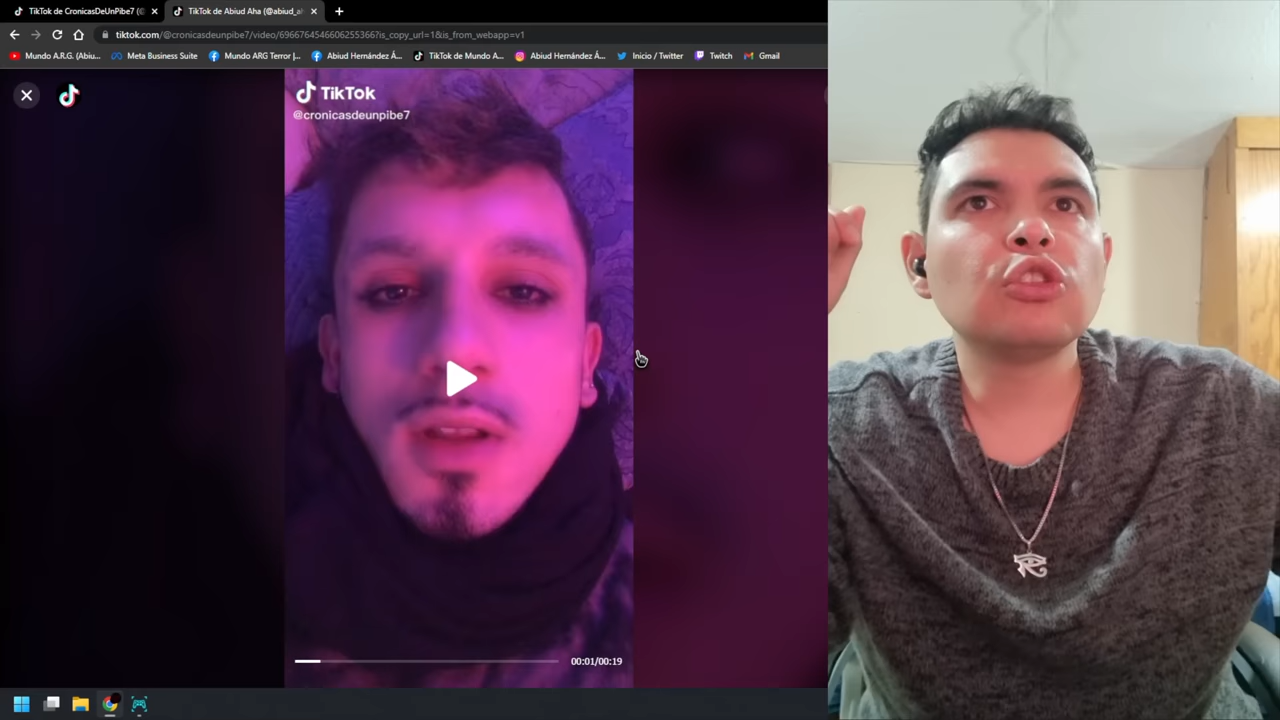 TikTok de CronicasDeUnPibe7 (@
TikTok de Abiud Aha (@abiud_ah
tiktok.com/@cronicasdeunpibe7/video/6966764546606255366?is_copy_url=1&is_from_webapp=v1
Mundo A.R.G. (Abiu...
Meta Business Suite
Mundo ARG Terror |...
Abiud Hernández Á...
TikTok de Mundo A...
Abiud Hernández Á...
Inicio / Twitter
Twitch
Gmail
TikTok
@cronicasdeunpibe7
00:01/00:19